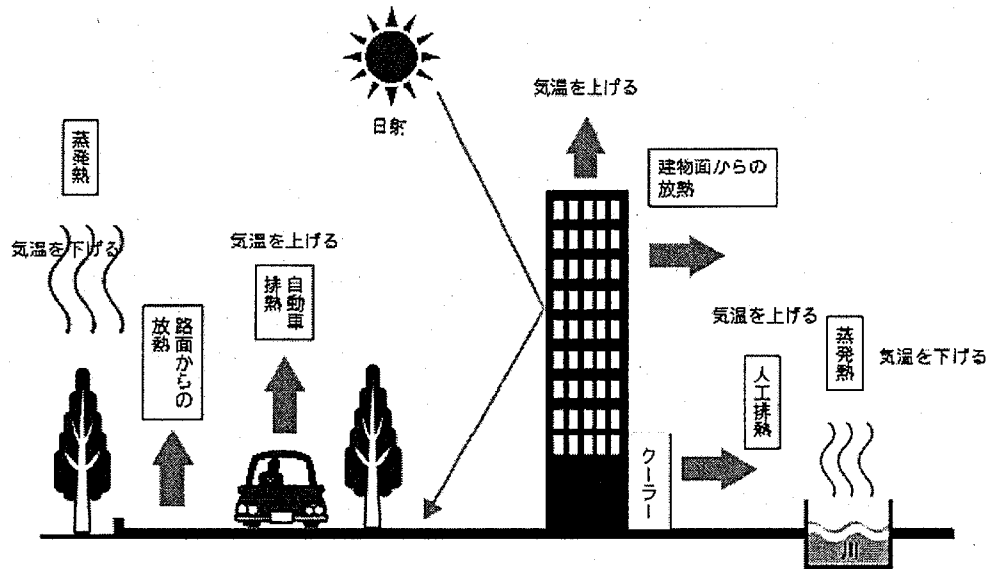 気温を上げる
日射
蒸発熱
建物面からの
放熱
気温を下げる
気温を上げる
自動車
排熱
路面からの
放熱
気温を上げる
人工排熱
蒸発熱
気温を下げる
クーラー
川